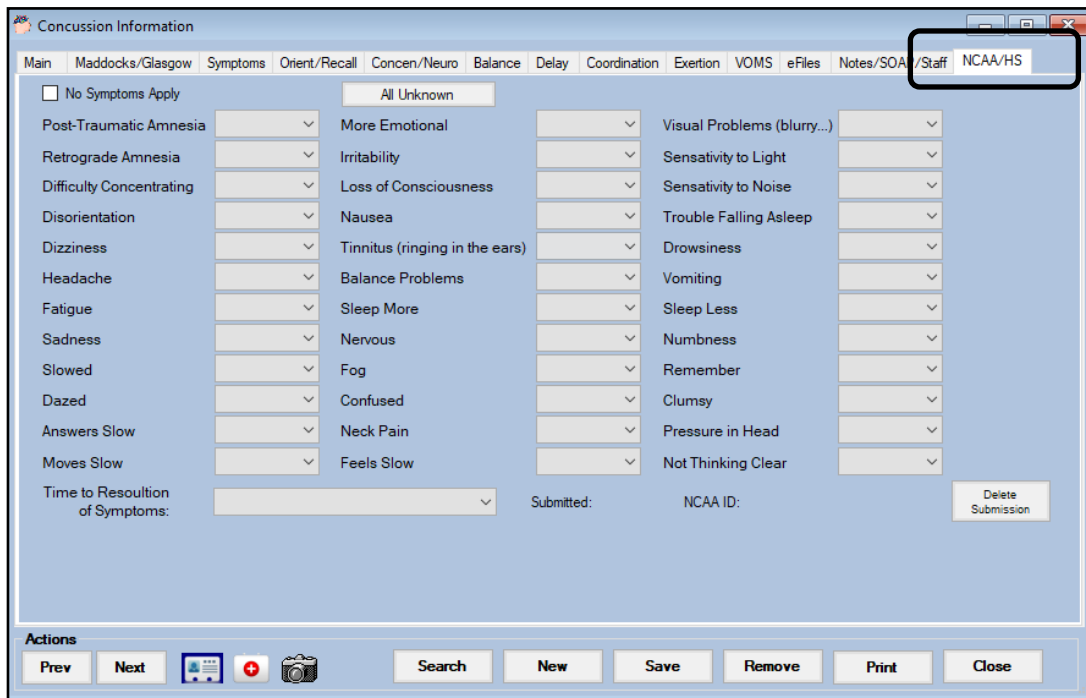 Concussion Information
Main Maddocks/Glasgow Symptoms Orient/Recall Concen/Neuro Balance Delay Coordination Exertion VOMS eFiles Notes/SOAP/Staff NCAA/HS
No Symptoms Apply All Unknown
Post-Traumatic Amnesia More Emotional Visual Problems (blurry...)
Retrograde Amnesia Irritability Sensativity to Light
Difficulty Concentrating Loss of Consciousness Sensativity to Noise
Disorientation Nausea Trouble Falling Asleep
Dizziness Tinnitus (ringing in the ears) Drowsiness
Headache Balance Problems Vomiting
Fatigue Sleep More Sleep Less
Sadness Nervous Numbness
Slowed Fog Remember
Dazed Confused Clumsy
Answers Slow Neck Pain Pressure in Head
Moves Slow Feels Slow Not Thinking Clear
Time to Resoultion
of Symptoms: Submitted: NCAA ID: Delete
Submission
Actions
Prev Next Search New Save Remove Print Close